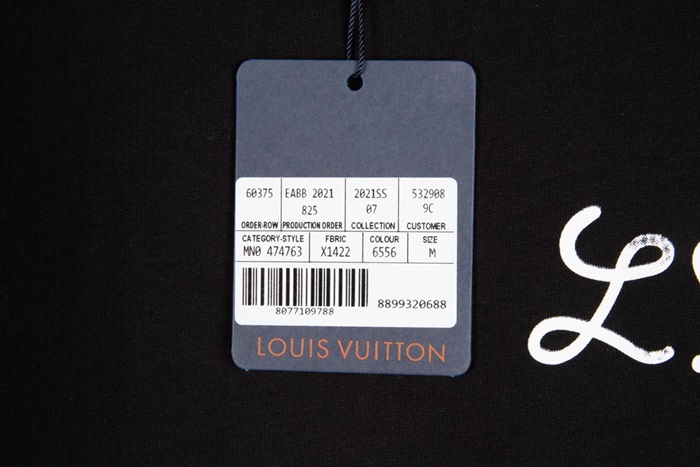 60375 EABB 2021 2021SS 532908
825 07 9C
ORDER-ROW PRODUCTION ORDER COLLECTION CUSTOMER
CATEGORY-STYLE FBRIC COLOUR SIZE
MN0 474763 X1422 6556 M
8899320688
8077109788
LOUIS VUITTON
L